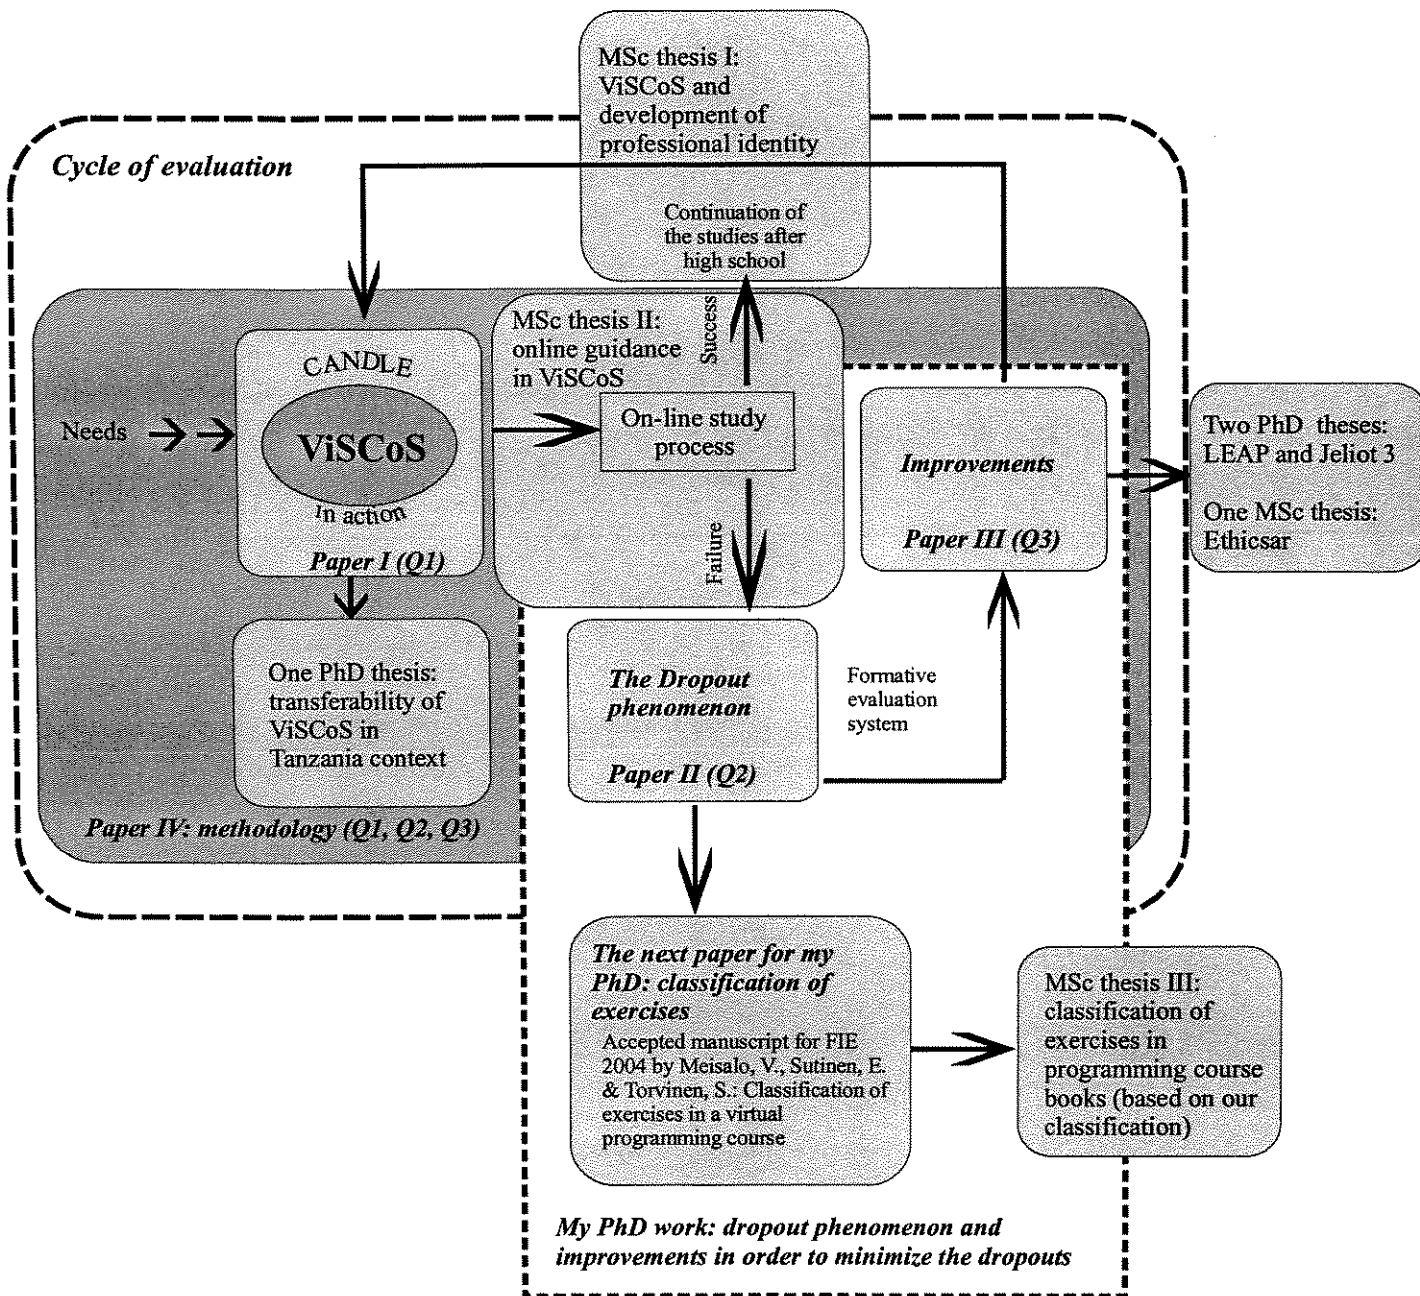 MSc thesis I:
ViSCoS and
development of
professional identity
Cycle of evaluation
Continuation of
the studies after
high school
MSc thesis II:
online guidance
in ViSCoS
Success
CANDLE
ViSCoS
in action
Paper I (Q1)
Needs
On-line study
process
Failure
Improvements
Paper III (Q3)
Two PhD theses:
LEAP and Jeliot 3
One MSc thesis:
Ethicsar
One PhD thesis:
transferability of
ViSCoS in
Tanzania context
The Dropout
phenomenon
Paper II (Q2)
Formative
evaluation
system
Paper IV: methodology (Q1, Q2, Q3)
The next paper for my
PhD: classification of
exercises
Accepted manuscript for FIE
2004 by Meisalo, V., Sutinen, E.
& Torvinen, S.: Classification of
exercises in a virtual
programming course
MSc thesis III:
classification of
exercises in
programming course
books (based on our
classification)
My PhD work: dropout phenomenon and
improvements in order to minimize the dropouts